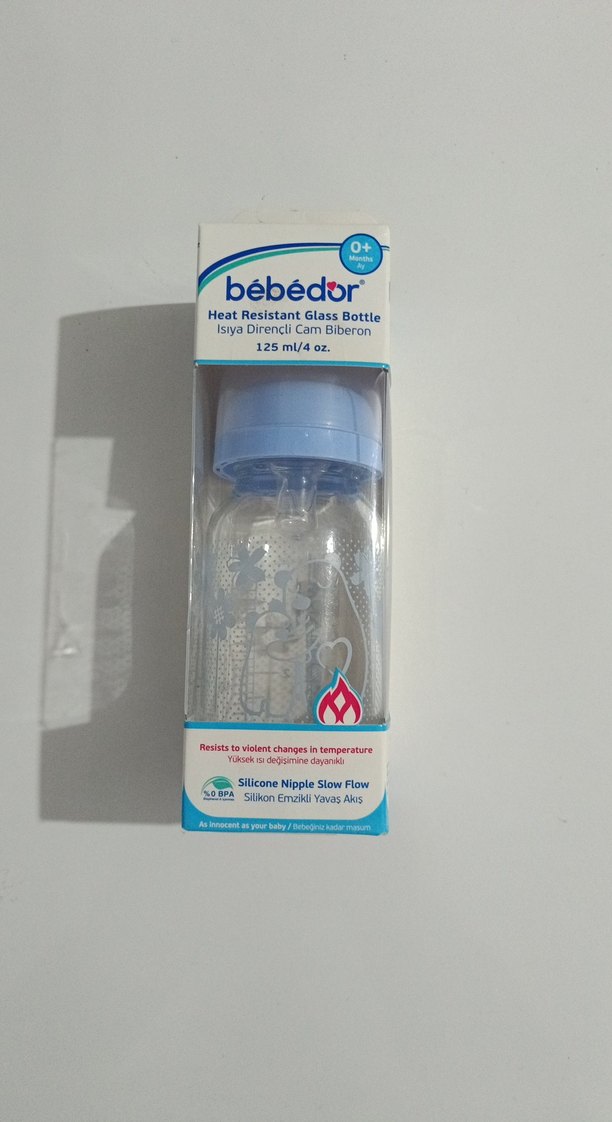 0+
Months
Ay
bébédor®
Heat Resistant Glass Bottle
Isıya Dirençli Cam Biberon
125 ml/4 oz.
Resists to violent changes in temperature
Yüksek ısı değişimine dayanıklı
%0 BPA
Silicone Nipple Slow Flow
Silikon Emzikli Yavaş Akış
As innocent as your baby / Bebeğiniz kadar masum